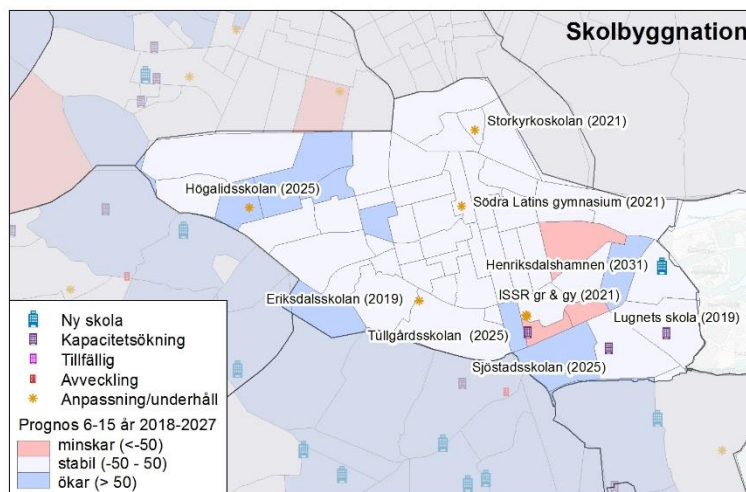 Skolbyggnation
Storkyrkoskolan (2021)
Högalidsskolan (2025)
Södra Latins gymnasium (2021)
Henriksdalshamnen (2031)
Eriksdalsskolan (2019)
ISSR gr & gy (2021)
Lugnets skola (2019)
Tullgårdsskolan (2025)
Sjöstadsskolan (2025)
Ny skola
Kapacitetsökning
Tillfällig
Avveckling
Anpassning/underhåll
Prognos 6-15 år 2018-2027
minskar (<-50)
stabil (-50 - 50)
ökar (> 50)